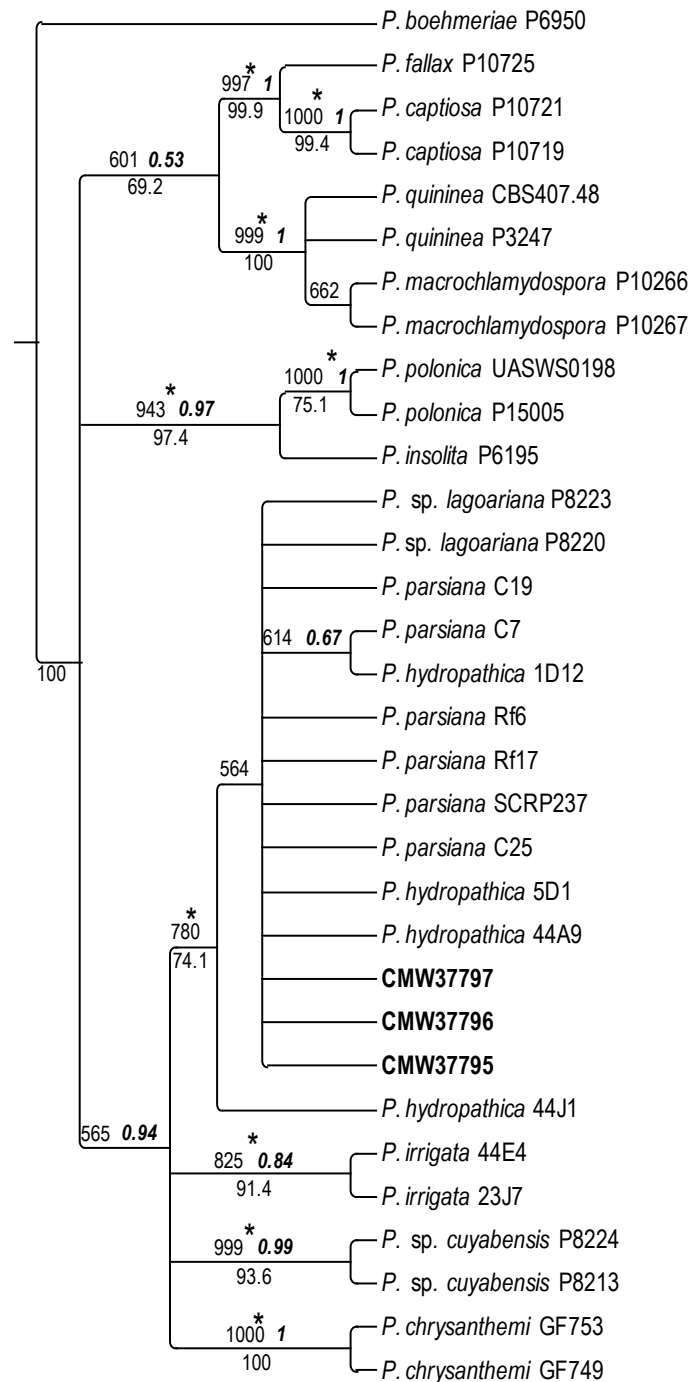 P. boehmeriae P6950
P. fallax P10725
997 * 1
99.9
P. captiosa P10721
1000 * 1
99.4
P. captiosa P10719
601 0.53
69.2
P. quininea CBS407.48
999 * 1
100
P. quininea P3247
P. macrochlamydospora P10266
662
P. macrochlamydospora P10267
P. polonica UASWS0198
1000 * 1
75.1
P. polonica P15005
943 * 0.97
97.4
P. insolita P6195
P. sp. lagoariana P8223
P. sp. lagoariana P8220
P. parsiana C19
P. parsiana C7
614 0.67
P. hydropathica 1D12
100
P. parsiana Rf6
P. parsiana Rf17
564
P. parsiana SCRP237
P. parsiana C25
P. hydropathica 5D1
P. hydropathica 44A9
*
780
74.1
CMW37797
CMW37796
CMW37795
P. hydropathica 44J1
565 0.94
P. irrigata 44E4
825 * 0.84
91.4
P. irrigata 23J7
P. sp. cuyabensis P8224
999 * 0.99
93.6
P. sp. cuyabensis P8213
P. chrysanthemi GF753
1000 * 1
100
P. chrysanthemi GF749